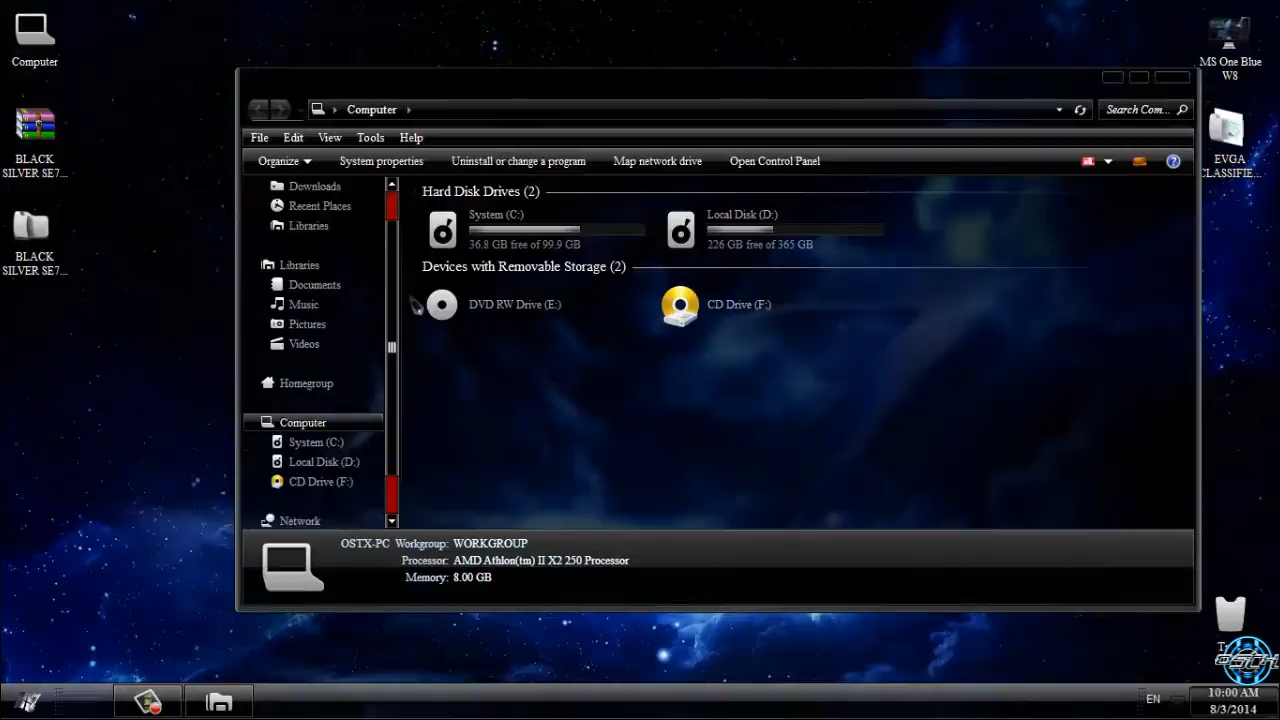 Computer
BLACK
SILVER SE7...
BLACK
SILVER SE7...
MS One Blue
W8
EVGA
CLASSIFIE...
Computer
Search Com...
File Edit View Tools Help
Organize System properties Uninstall or change a program Map network drive Open Control Panel
Downloads
Recent Places
Libraries
Libraries
Documents
Music
Pictures
Videos
Homegroup
Computer
System (C:)
Local Disk (D:)
CD Drive (F:)
Network
Hard Disk Drives (2)
System (C:)
36.8 GB free of 99.9 GB
Local Disk (D:)
226 GB free of 365 GB
Devices with Removable Storage (2)
DVD RW Drive (E:)
CD Drive (F:)
OSTX-PC Workgroup: WORKGROUP
Processor: AMD Athlon(tm) II X2 250 Processor
Memory: 8.00 GB
EN
10:00 AM
8/3/2014